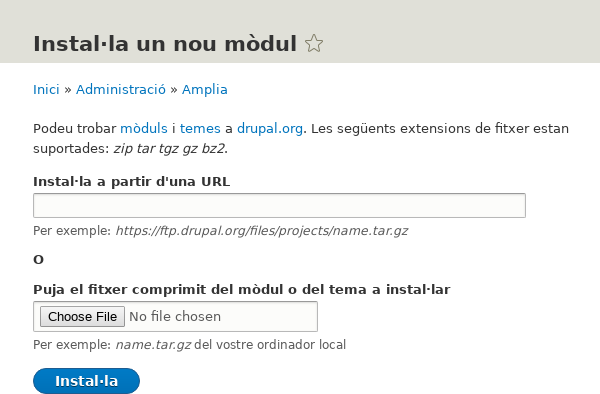 Instal·la un nou mòdul
Inici » Administració » Amplia
Podeu trobar mòduls i temes a drupal.org. Les següents extensions de fitxer estan
suportades: zip tar tgz gz bz2.
Instal·la a partir d'una URL
Per exemple: https://ftp.drupal.org/files/projects/name.tar.gz
O
Puja el fitxer comprimit del mòdul o del tema a instal·lar
Choose File No file chosen
Per exemple: name.tar.gz del vostre ordinador local
Instal·la